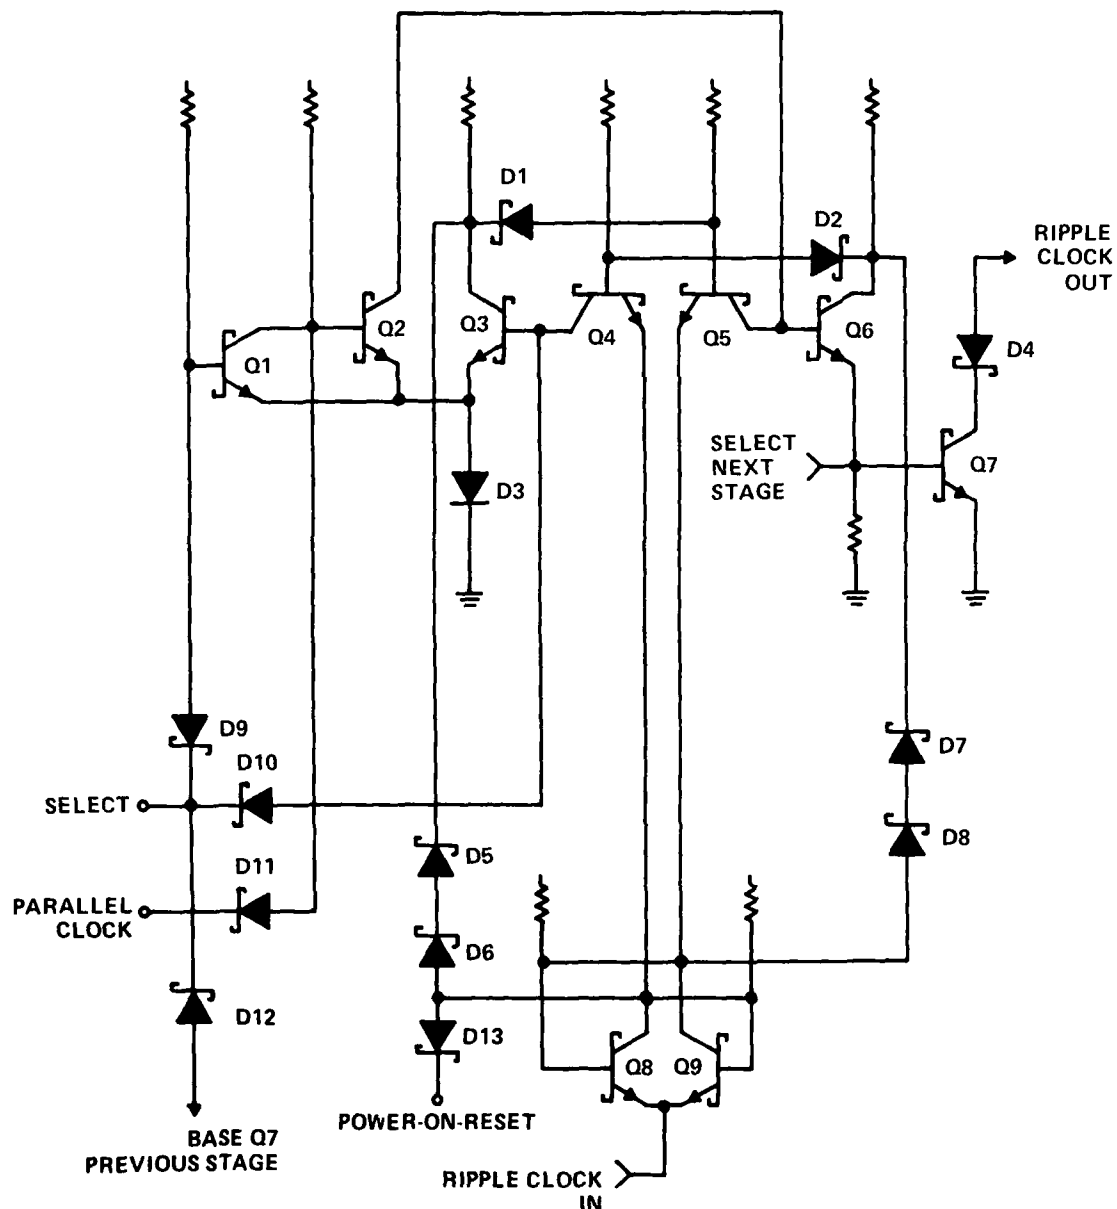 D1
D2
RIPPLE
CLOCK
OUT
Q1
Q2
Q3
Q4
Q5
Q6
D4
D3
SELECT
NEXT
STAGE
Q7
D9
D10
SELECT
D7
D8
D11
D5
PARALLEL
CLOCK
D6
D12
D13
Q8
Q9
POWER-ON-RESET
BASE Q7
PREVIOUS STAGE
RIPPLE CLOCK
IN